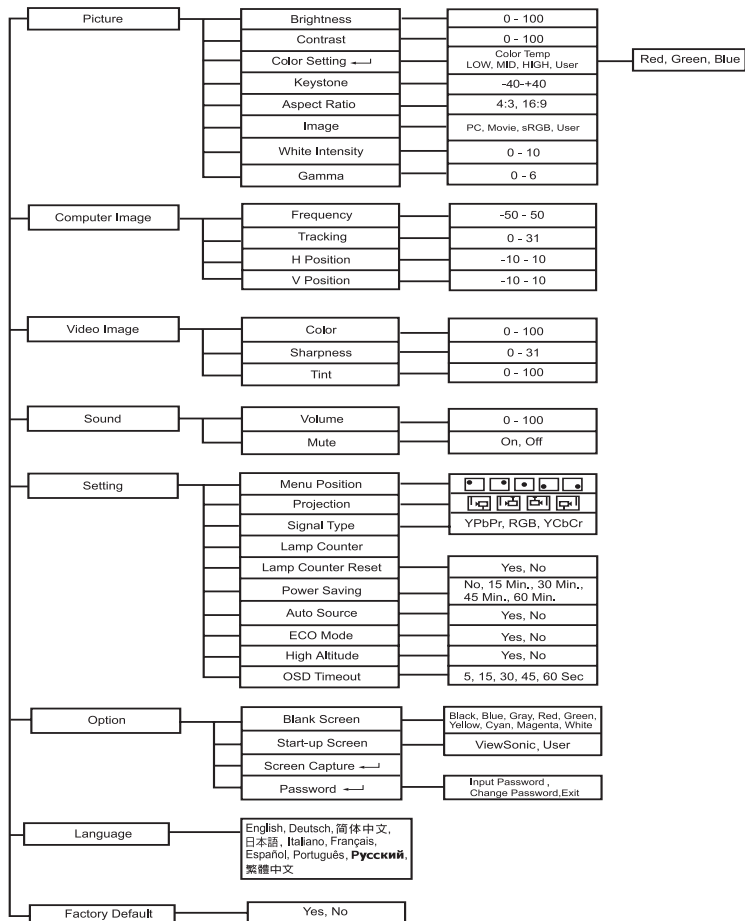 Picture
Brightness
0 - 100
Contrast
0 - 100
Color Setting
Color Temp
LOW, MID, HIGH, User
Red, Green, Blue
Keystone
-40-+40
Aspect Ratio
4:3, 16:9
Image
PC, Movie, sRGB, User
White Intensity
0 - 10
Gamma
0 - 6
Computer Image
Frequency
-50 - 50
Tracking
0 - 31
H Position
-10 - 10
V Position
-10 - 10
Video Image
Color
0 - 100
Sharpness
0 - 31
Tint
0 - 100
Sound
Volume
0 - 100
Mute
On, Off
Setting
Menu Position
Projection
Signal Type
YPbPr, RGB, YCbCr
Lamp Counter
Lamp Counter Reset
Yes, No
Power Saving
No, 15 Min., 30 Min.,
45 Min., 60 Min.
Auto Source
Yes, No
ECO Mode
Yes, No
High Altitude
Yes, No
OSD Timeout
5, 15, 30, 45, 60 Sec
Option
Blank Screen
Black, Blue, Gray, Red, Green,
Yellow, Cyan, Magenta, White
Start-up Screen
ViewSonic, User
Screen Capture
Password
Input Password ,
Change Password,Exit
Language
English, Deutsch, 简体中文,
日本語, Italiano, Français,
Español, Português, Русский,
繁體中文
Factory Default
Yes, No